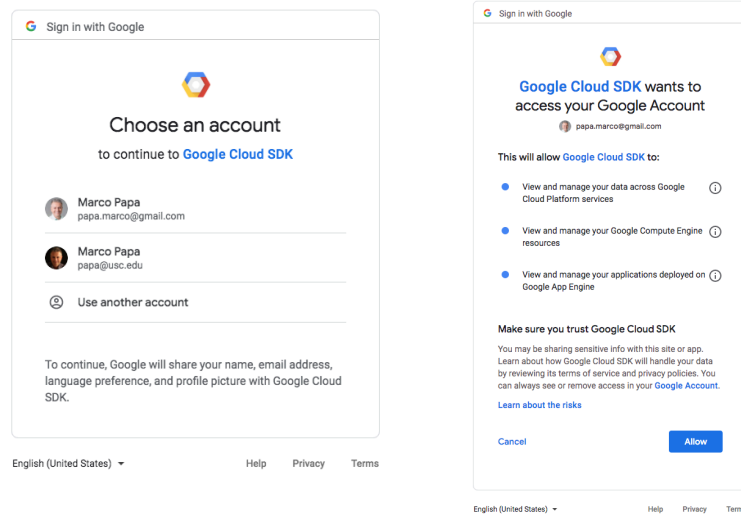 Sign in with Google
Choose an account
to continue to Google Cloud SDK
Marco Papa
papa.marco@gmail.com
Marco Papa
papa@usc.edu
Use another account
To continue, Google will share your name, email address,
language preference, and profile picture with Google Cloud
SDK.
English (United States)
Help Privacy Terms
Sign in with Google
Google Cloud SDK wants to
access your Google Account
papa.marco@gmail.com
This will allow Google Cloud SDK to:
View and manage your data across Google
Cloud Platform services
View and manage your Google Compute Engine
resources
View and manage your applications deployed on
Google App Engine
Make sure you trust Google Cloud SDK
You may be sharing sensitive info with this site or app.
Learn about how Google Cloud SDK will handle your data
by reviewing its terms of service and privacy policies. You
can always see or remove access in your Google Account.
Learn about the risks
Cancel Allow
English (United States)
Help Privacy Term